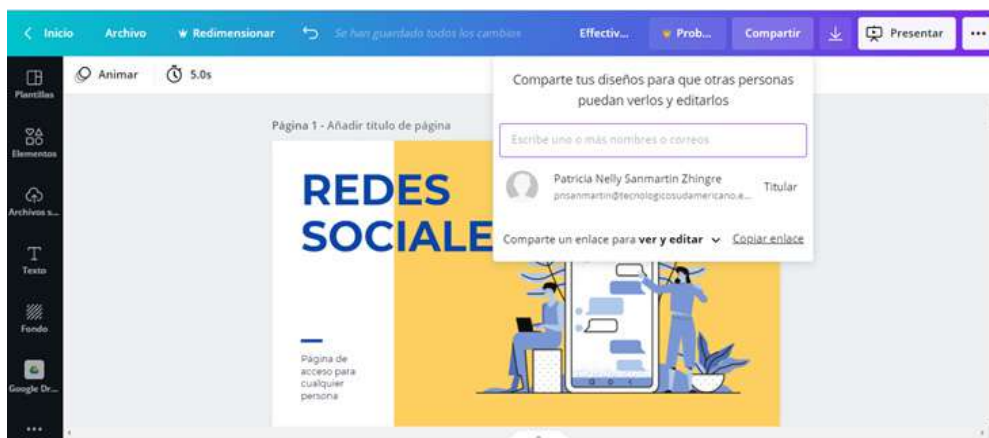 Inicio Archivo Redimensionar Se han guardado todos los cambios Effectiv... Prob... Compartir Presentar
Animar 5.0s
Plantillas
Elementos
Archivos s...
Texto
Fondo
Google Dr...
Comparte tus diseños para que otras personas
puedan verlos y editarlos
Escribe uno o más nombres o correos
Patricia Nelly Sanmartin Zhingre
pnsanmartin@tecnologicosudamericano.e...
Titular
Comparte un enlace para ver y editar Copiar enlace
Página 1 - Añadir título de página
REDES
SOCIALE
Página de
acceso para
cualquier
persona